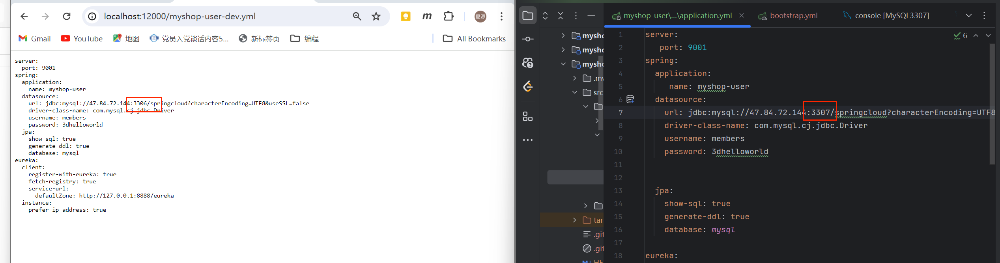 localhost:12000/myshop-user-dev.yml
夏源
Gmail
YouTube
地图
党员入党谈话内容5...
新标签页
编程
All Bookmarks
server:
  port: 9001
spring:
  application:
    name: myshop-user
  datasource:
    url: jdbc:mysql://47.84.72.144:3306/springcloud?characterEncoding=UTF8&useSSL=false
    driver-class-name: com.mysql.cj.jdbc.Driver
    username: members
    password: 3dhelloworld
  jpa:
    show-sql: true
    generate-ddl: true
    database: mysql
eureka:
  client:
    register-with-eureka: true
    fetch-registry: true
    service-url:
      defaultZone: http://127.0.0.1:8888/eureka
  instance:
    prefer-ip-address: true
mysho
mysho
mysho
.mv
src
tar
.git
.git
HE
myshop-user\...\application.yml
bootstrap.yml
console [MySQL3307]
6
1 server:
2   port: 9001
3 spring:
4   application:
5     name: myshop-user
6   datasource:
7     url: jdbc:mysql://47.84.72.144:3307/springcloud?characterEncoding=UTF8
8     driver-class-name: com.mysql.cj.jdbc.Driver
9     username: members
10     password: 3dhelloworld
11
12
13   jpa:
14     show-sql: true
15     generate-ddl: true
16     database: mysql
17
18 eureka: